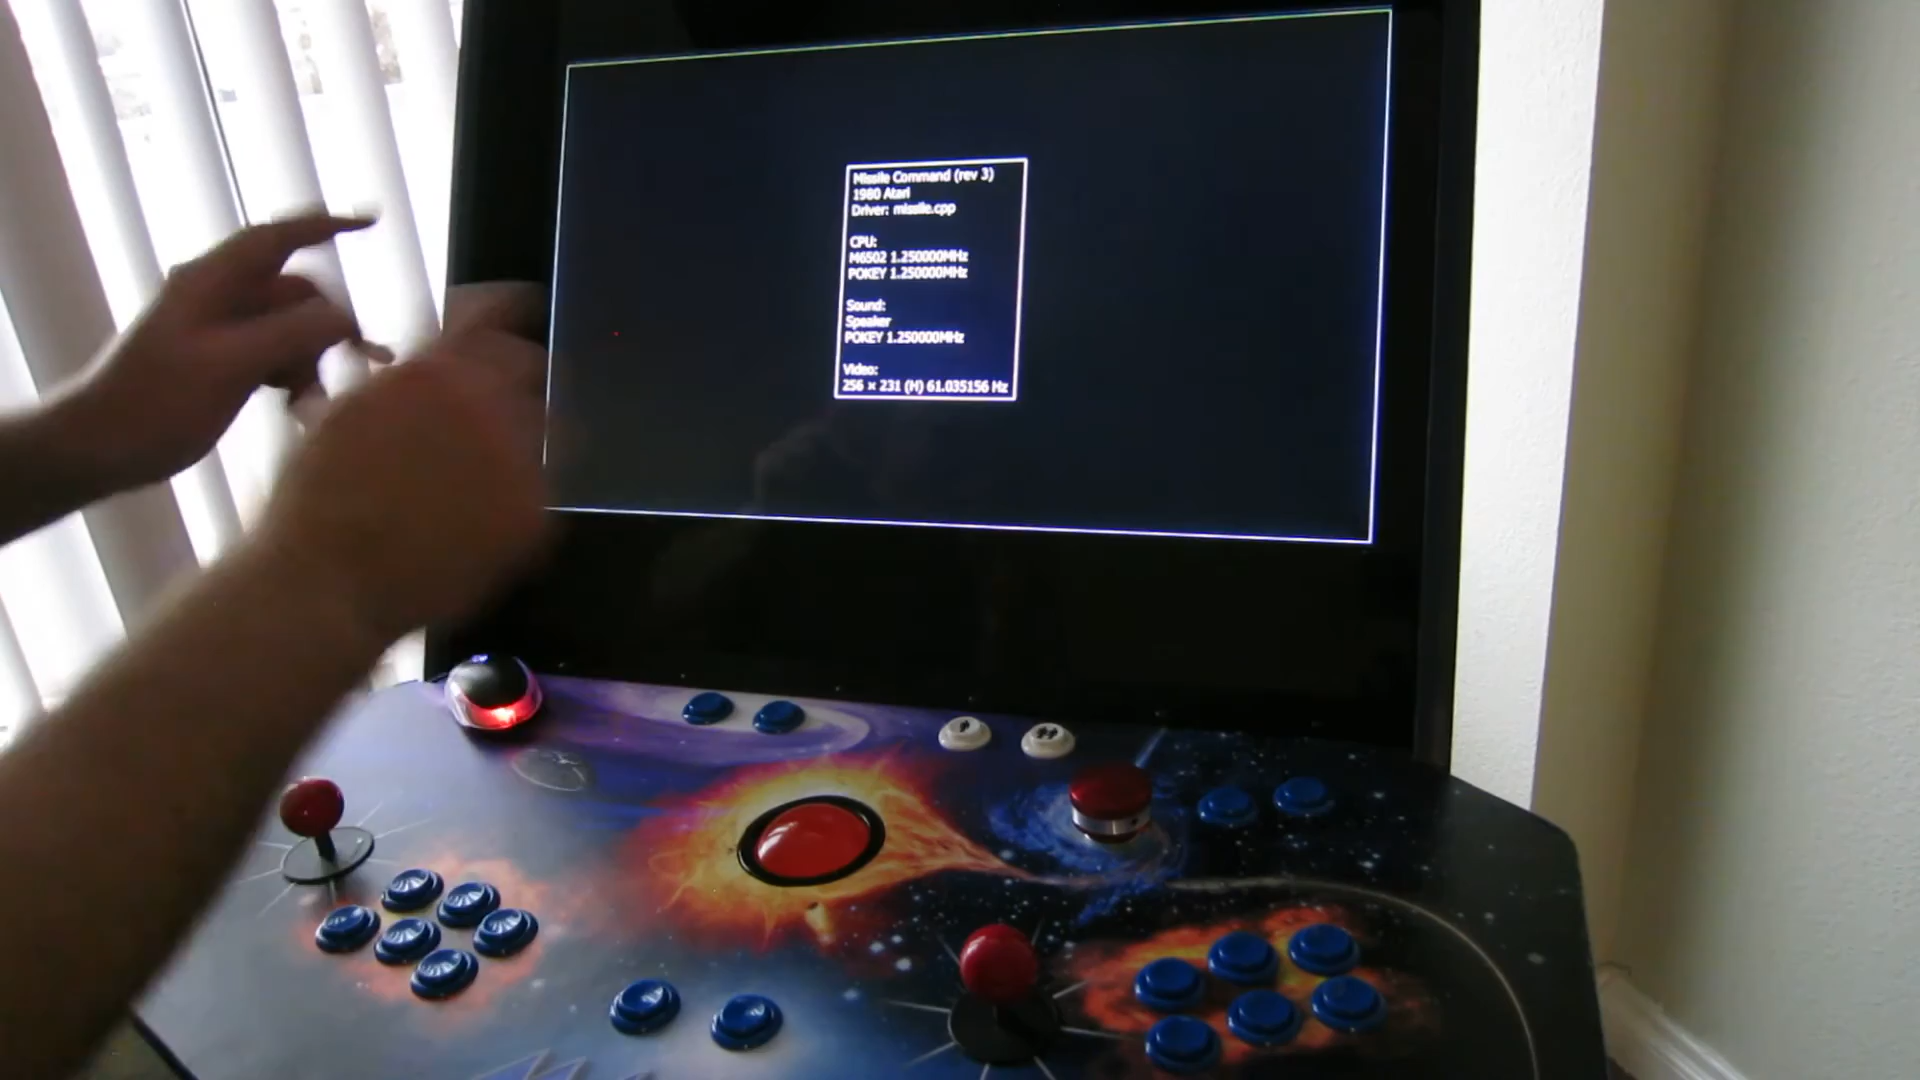 Missile Command (rev 3)
1980 Atari
Driver: missile.cpp
CPU:
M6502 1.250000MHz
POKEY 1.250000MHz
Sound:
Speaker
POKEY 1.250000MHz
Video:
256 × 231 (H) 61.035156 Hz